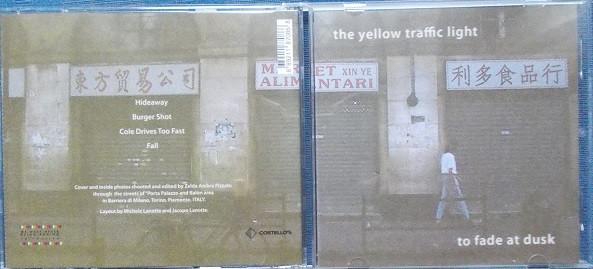 東方貿易公司
MARKET XIN YE
ALIMENTARI
利多食品行
Hideaway
Burger Shot
Cole Drives Too Fast
Fall
Cover and inside photos shooted and edited by Zelda Ambra
through the streets of "Porta Palazzo and Balon area
in Barriera di Milano, Torino, Piemonte, ITALY.
Layout by Michele Lanotte and Jacopo Lanotte.
COSTELLO'S
the yellow traffic light
to fade at dusk